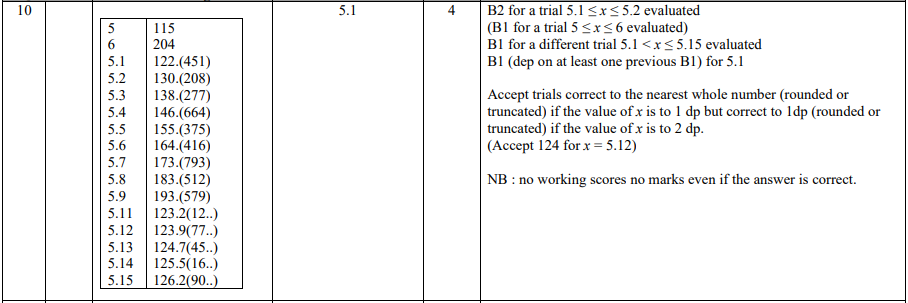 10 5.1 4 B2 for a trial 5.1 ≤ x ≤ 5.2 evaluated
(B1 for a trial 5 ≤ x ≤ 6 evaluated)
B1 for a different trial 5.1 < x ≤ 5.15 evaluated
B1 (dep on at least one previous B1) for 5.1
Accept trials correct to the nearest whole number (rounded or
truncated) if the value of x is to 1 dp but correct to 1dp (rounded or
truncated) if the value of x is to 2 dp.
(Accept 124 for x = 5.12)
NB : no working scores no marks even if the answer is correct.
5 115
6 204
5.1 122.(451)
5.2 130.(208)
5.3 138.(277)
5.4 146.(664)
5.5 155.(375)
5.6 164.(416)
5.7 173.(793)
5.8 183.(512)
5.9 193.(579)
5.11 123.2(12..)
5.12 123.9(77..)
5.13 124.7(45..)
5.14 125.5(16..)
5.15 126.2(90..)